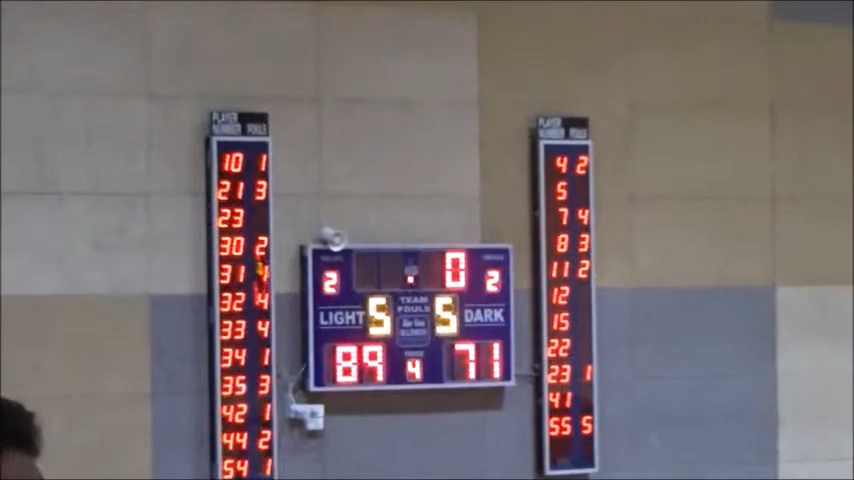 PLAYER
NUMBER FOULS
10 1
21 3
23
30 2
31 4
32 4
33 4
34 1
35 3
42 1
44 2
54 1
2 .0 2
TEAM
FOULS
LIGHT 5 5 DARK
89 4 71
PLAYER
NUMBER FOULS
4 2
5
7 4
8 3
11 2
12
15
22
23 1
41
55 5